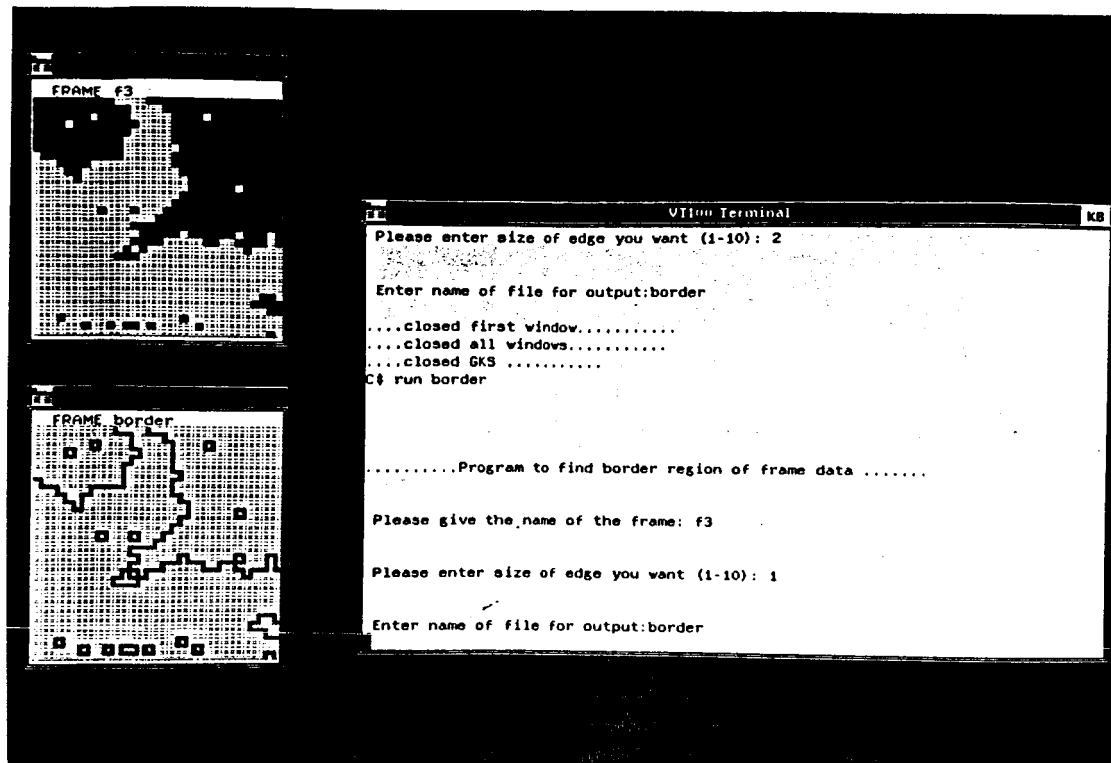 FRAME f3
FRAME border
VT100 Terminal
KB
Please enter size of edge you want (1-10): 2
Enter name of file for output:border
....closed first window...........
....closed all windows...........
....closed GKS ...........
C$ run border
..........Program to find border region of frame data .......
Please give the name of the frame: f3
Please enter size of edge you want (1-10): 1
Enter name of file for output:border